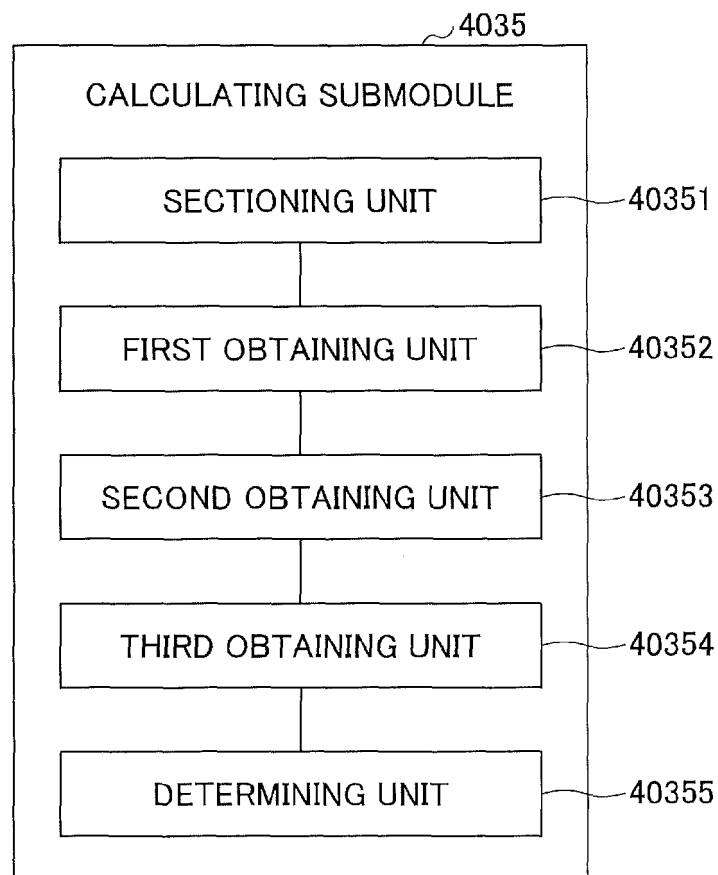 4035
CALCULATING SUBMODULE
SECTIONING UNIT
40351
FIRST OBTAINING UNIT
40352
SECOND OBTAINING UNIT
40353
THIRD OBTAINING UNIT
40354
DETERMINING UNIT
40355